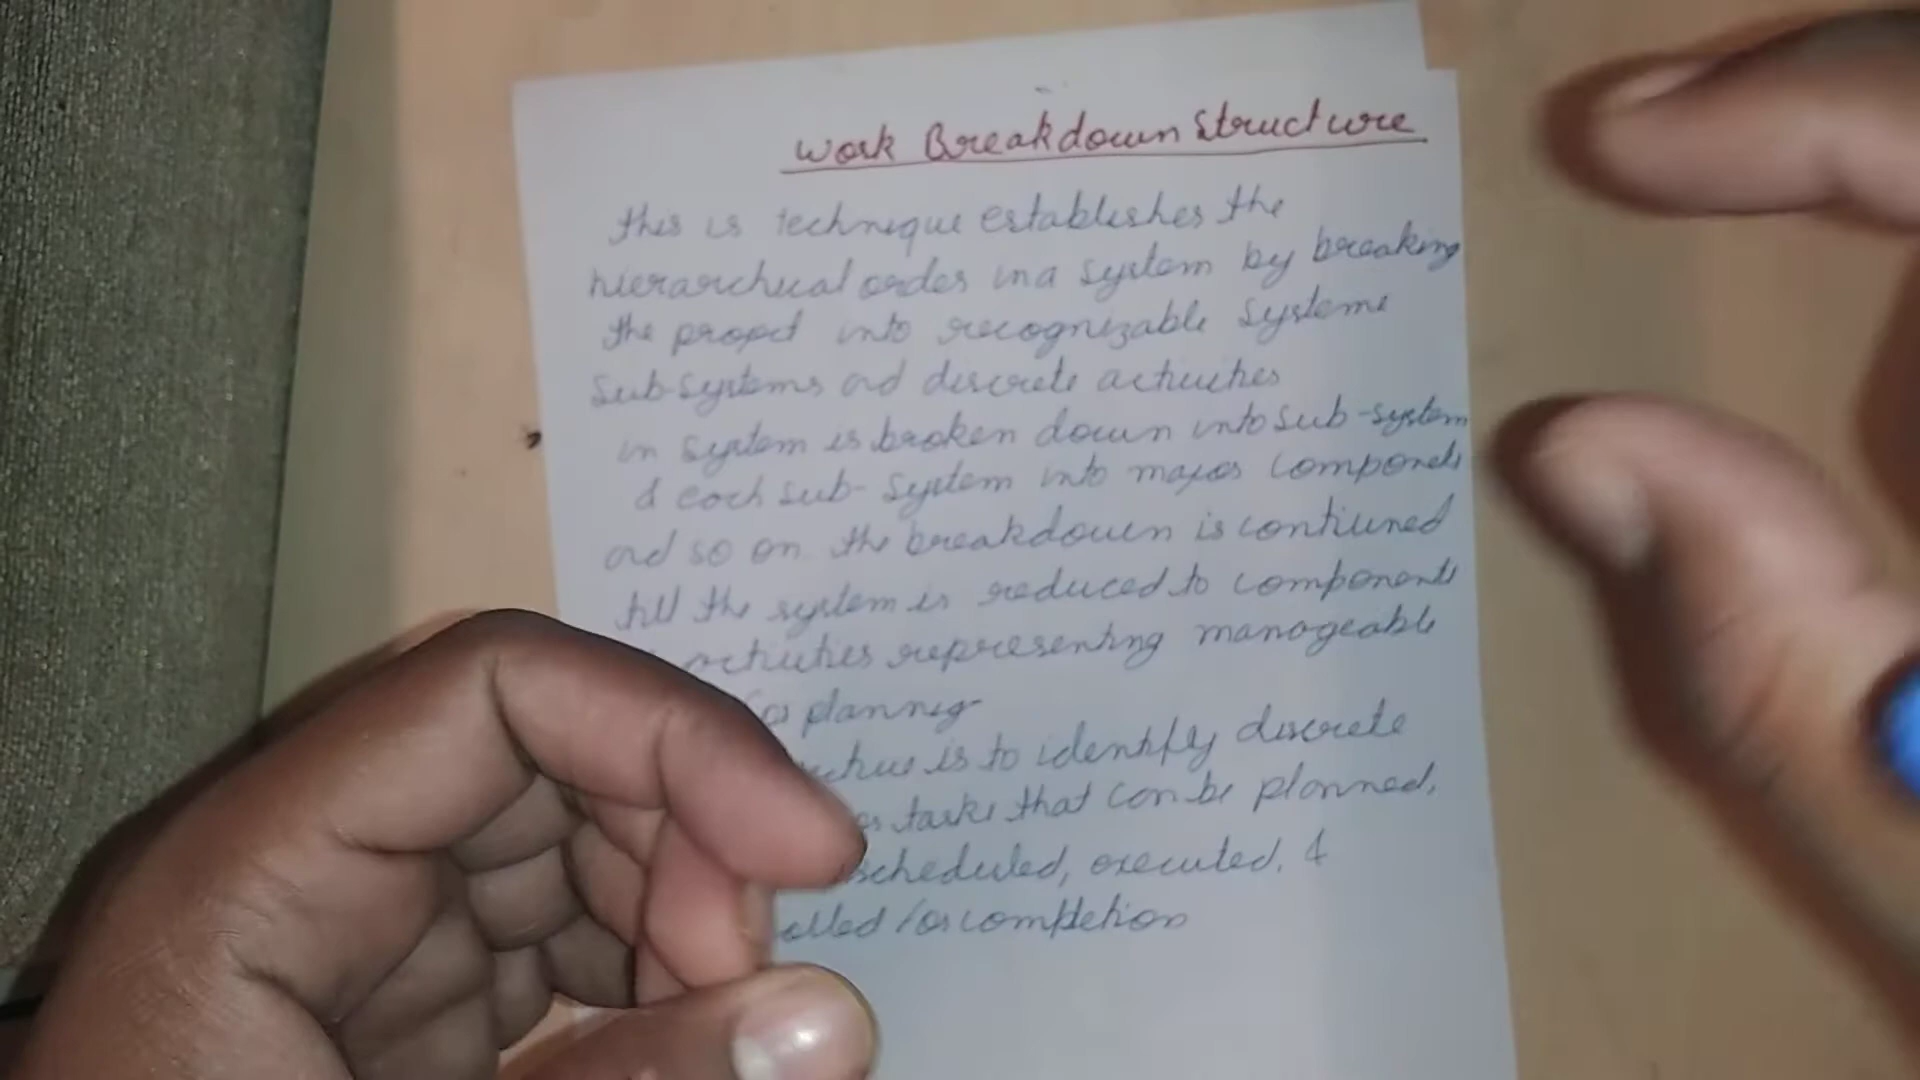 Work Breakdown Structure
this is technique establishes the
hierarchical order in a system by breaking
the project into recognizable systems
Sub-systems and discrete activities
in system is broken down into sub-system
& each sub-system into major components
and so on the breakdown is continued
till the system is reduced to components
activities representing manageable
planning
is to identify discrete
tasks that can be planned,
scheduled, executed, &
for completion